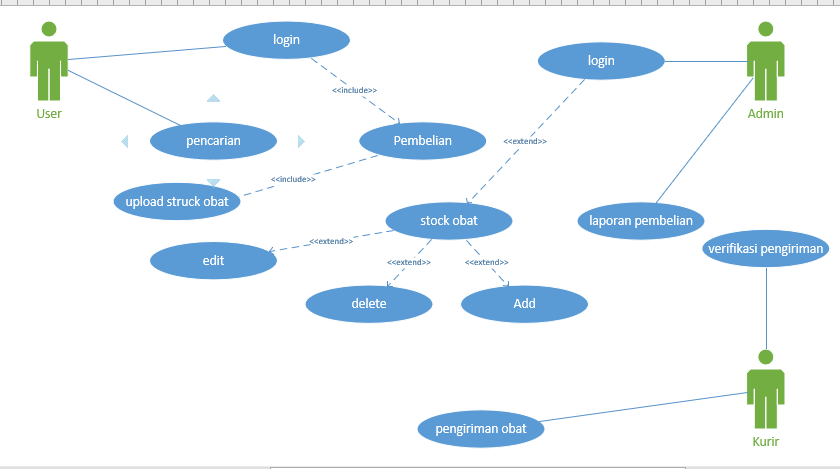 login
login
User
Admin
<<include>>
pencarian
Pembelian
<<extend>>
<<include>>
upload struck obat
stock obat
laporan pembelian
<<extend>>
verifikasi pengiriman
edit
<<extend>>
<<extend>>
delete
Add
pengiriman obat
Kurir